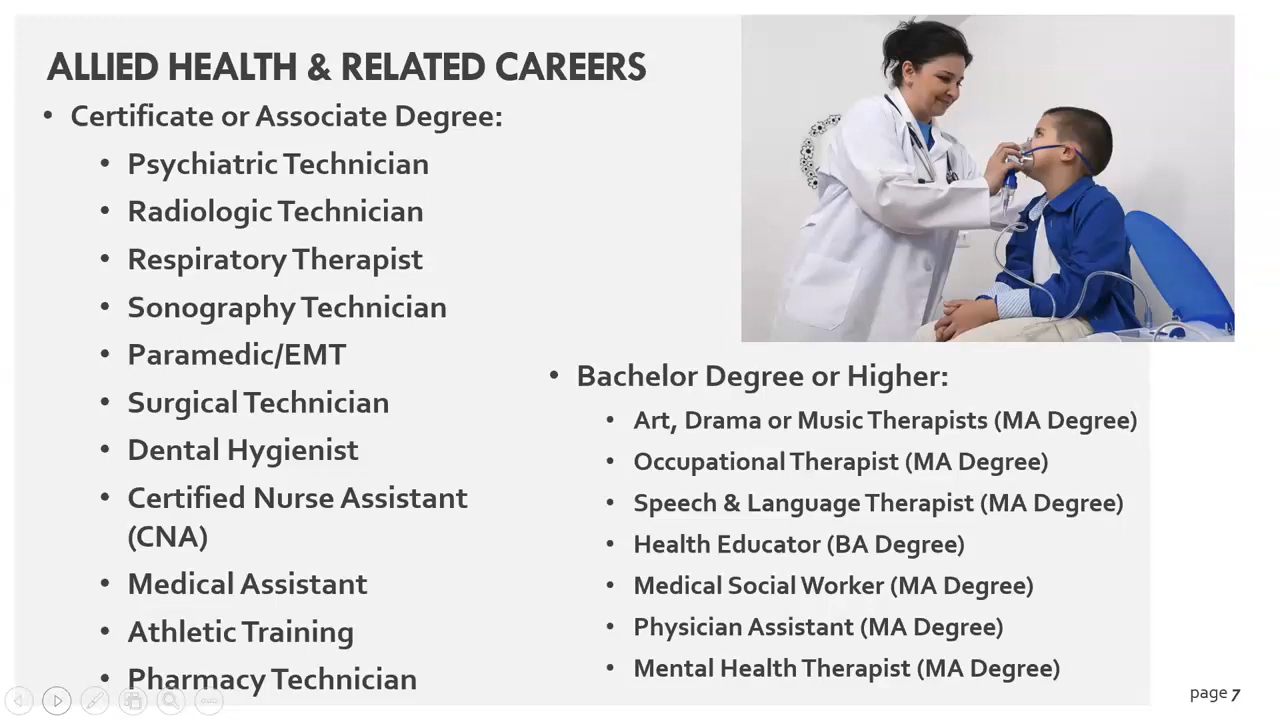 ALLIED HEALTH & RELATED CAREERS
• Certificate or Associate Degree:
• Psychiatric Technician
• Radiologic Technician
• Respiratory Therapist
• Sonography Technician
• Paramedic/EMT
• Surgical Technician
• Dental Hygienist
• Certified Nurse Assistant
(CNA)
• Medical Assistant
• Athletic Training
• Pharmacy Technician
• Bachelor Degree or Higher:
• Art, Drama or Music Therapists (MA Degree)
• Occupational Therapist (MA Degree)
• Speech & Language Therapist (MA Degree)
• Health Educator (BA Degree)
• Medical Social Worker (MA Degree)
• Physician Assistant (MA Degree)
• Mental Health Therapist (MA Degree)
page 7